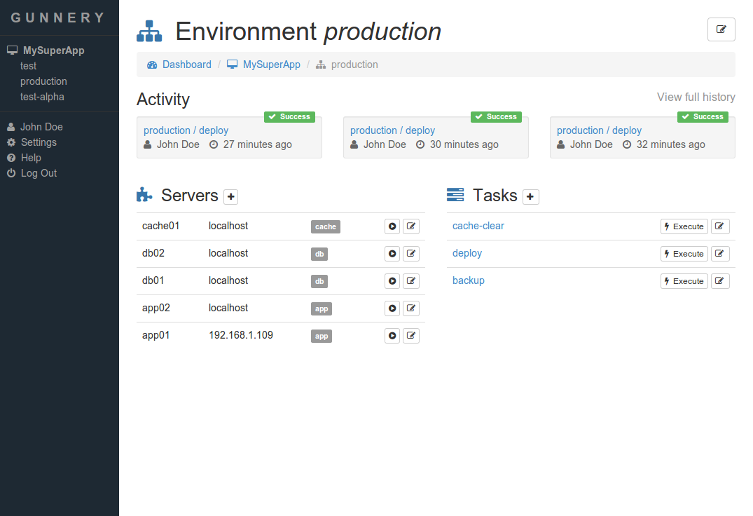 GUNNERY
MySuperApp
test
production
test-alpha
John Doe
Settings
Help
Log Out
Environment production
Dashboard / MySuperApp / production
Activity
View full history
Success
production / deploy
John Doe 27 minutes ago
Success
production / deploy
John Doe 30 minutes ago
Success
production / deploy
John Doe 32 minutes ago
Servers +
cache01 localhost cache
db02 localhost db
db01 localhost db
app02 localhost app
app01 192.168.1.109 app
Tasks +
cache-clear Execute
deploy Execute
backup Execute